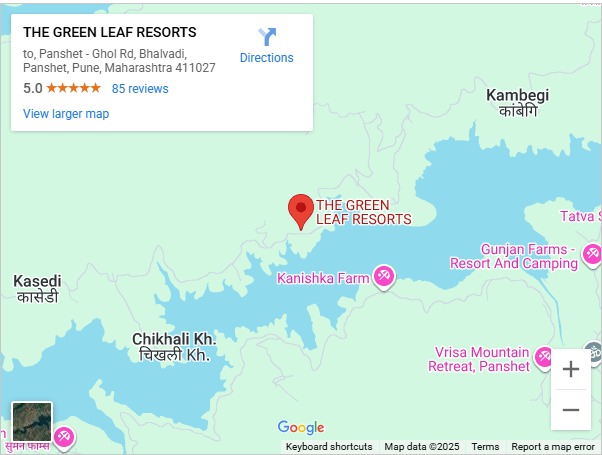 THE GREEN LEAF RESORTS
to, Panshet - Ghol Rd, Bhalvadi,
Panshet, Pune, Maharashtra 411027
Directions
5.0
85 reviews
View larger map
Kambegi
कांबेगि
THE GREEN
LEAF RESORTS
Tatva S
Gunjan Farms -
Resort And Camping
Kanishka Farm
Kasedi
कासेडी
Chikhali Kh.
चिखली Kh.
Vrisa Mountain
Retreat, Panshet
n
सुमन फार्म्स
Google
Keyboard shortcuts
Map data ©2025
Terms
Report a map error